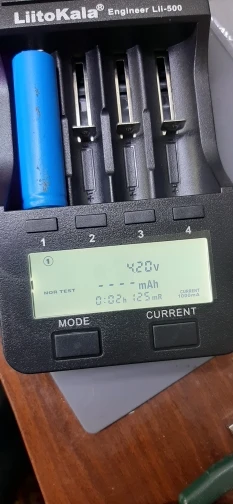 LiitoKala® Engineer Lii-500
1 2 3 4
1 4.20v
- - - - mAh
NOR TEST 0:02h 125mR CURRENT 1000mA
MODE CURRENT